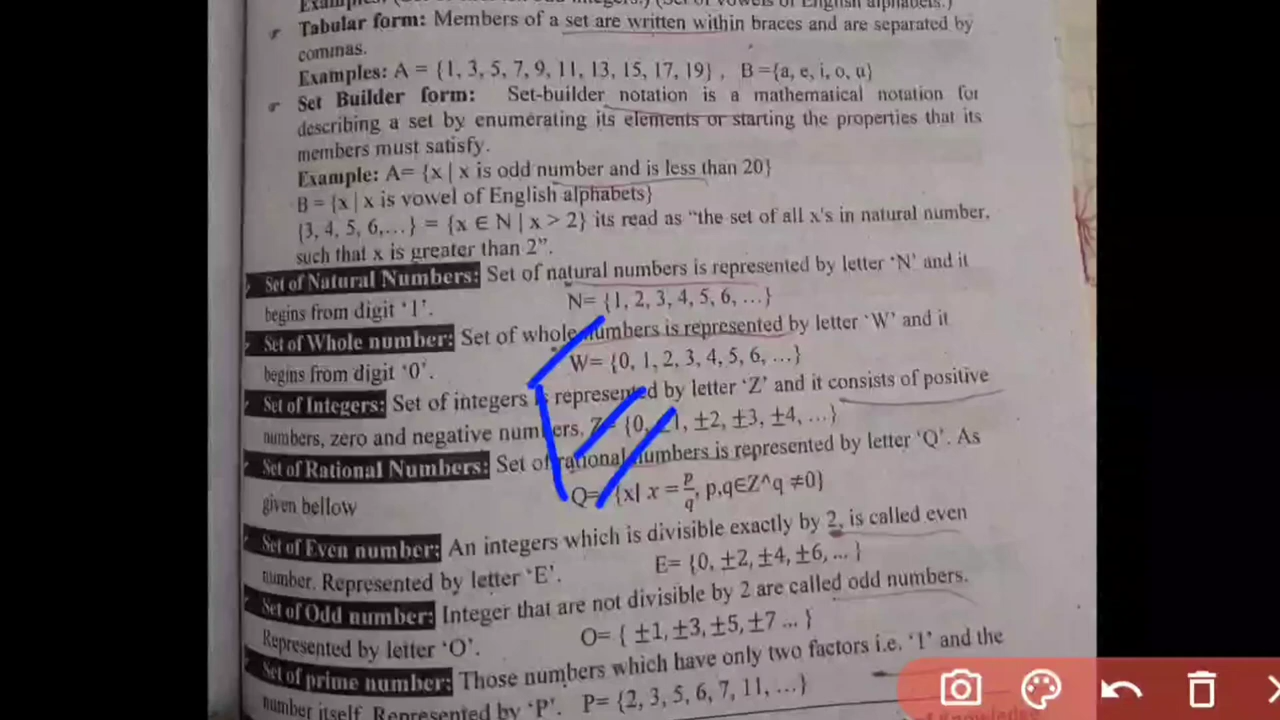 Tabular form: Members of a set are written within braces and are separated by
commas.
Examples: A = {1, 3, 5, 7, 9, 11, 13, 15, 17, 19} , B ={a, e, i, o, u}
Set Builder form: Set-builder notation is a mathematical notation for
describing a set by enumerating its elements or starting the properties that its
members must satisfy.
Example: A= {x | x is odd number and is less than 20}
B = {x | x is vowel of English alphabets}
{3, 4, 5, 6,...} = {x ∈ N | x > 2} its read as “the set of all x's in natural number,
such that x is greater than 2”.
Set of Natural Numbers: Set of natural numbers is represented by letter ‘N’ and it
begins from digit ‘1’. N= {1, 2, 3, 4, 5, 6, ...}
Set of Whole number: Set of whole numbers is represented by letter ‘W’ and it
begins from digit ‘0’. W= {0, 1, 2, 3, 4, 5, 6, ...}
Set of Integers: Set of integers is represented by letter ‘Z’ and it consists of positive
numbers, zero and negative numbers. Z= {0, ±1, ±2, ±3, ±4, ...}
Set of Rational Numbers: Set of rational numbers is represented by letter ‘Q’. As
given bellow Q= {x| x = p/q, p,q∈Z^q ≠0}
Set of Even number: An integers which is divisible exactly by 2, is called even
number. Represented by letter ‘E’. E= {0, ±2, ±4, ±6, ... }
Set of Odd number: Integer that are not divisible by 2 are called odd numbers.
Represented by letter ‘O’. O= { ±1, ±3, ±5, ±7 ... }
Set of prime number: Those numbers which have only two factors i.e. ‘1’ and the
number itself. Represented by ‘P’. P= {2, 3, 5, 6, 7, 11, ...}